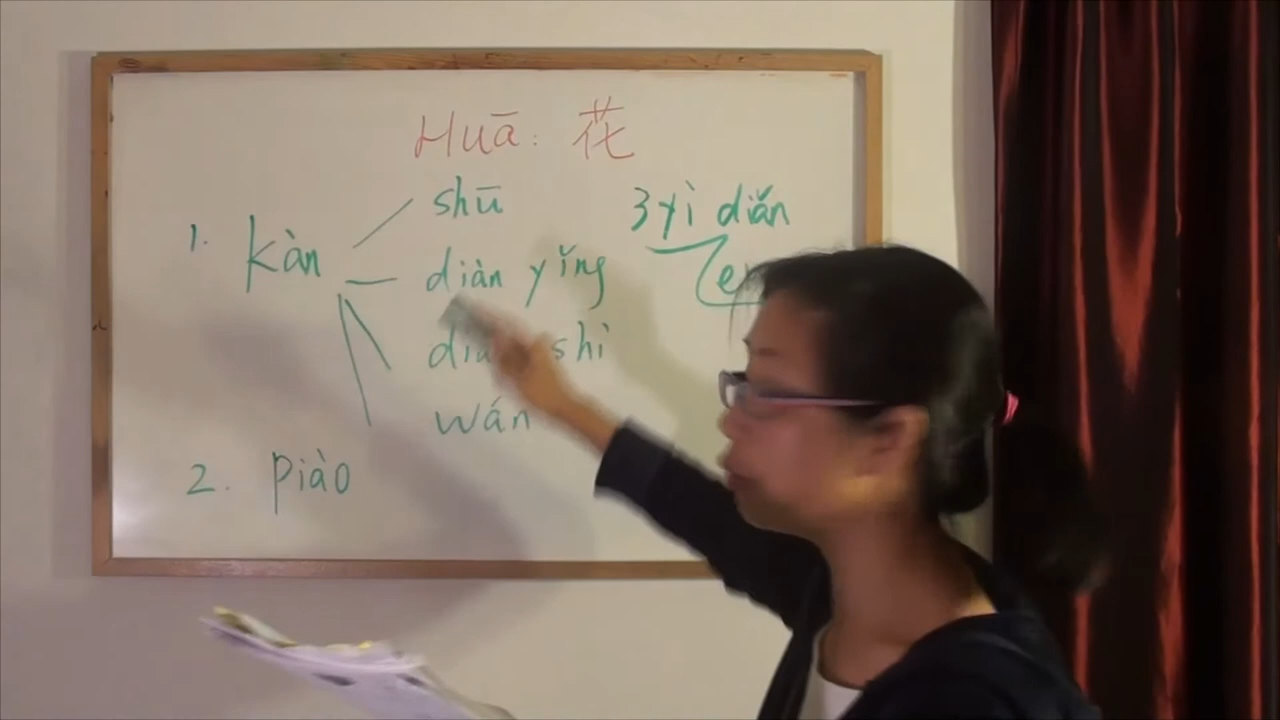 Huā: 花
shū
1. kàn
diàn yǐng
shì
wán
2. piào
3 yì diǎn